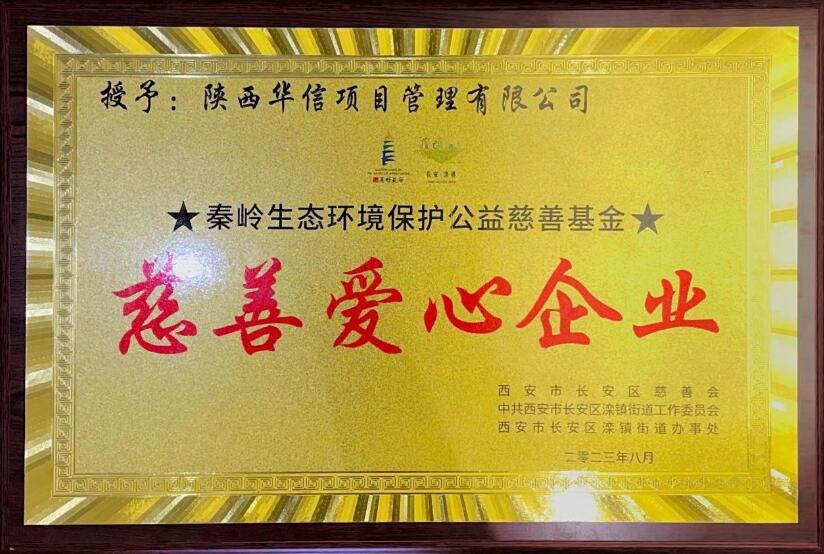 授予：陕西华信项目管理有限公司
长安·滦镇
★秦岭生态环境保护公益慈善基金★
慈善爱心企业
西安市长安区慈善会
中共西安市长安区滦镇街道工作委员会
西安市长安区滦镇街道办事处
二零二三年八月